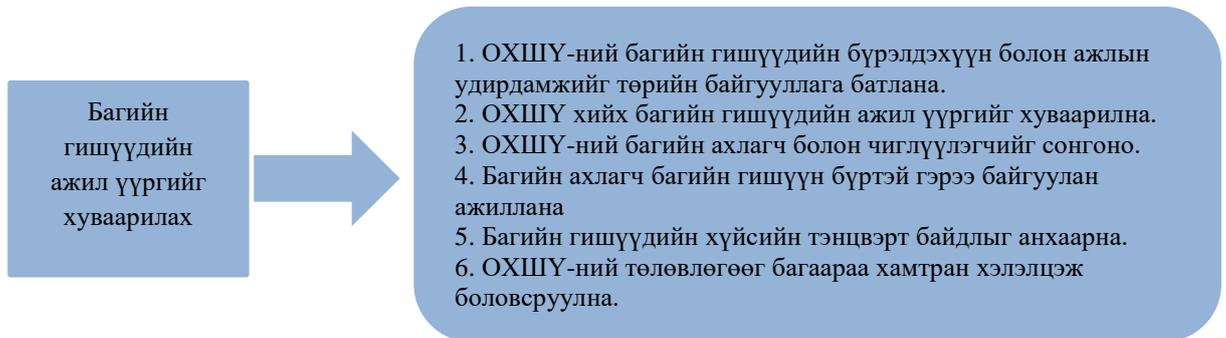 Багийн
гишүүдийн
ажил үүргийг
хуваарилах
1. ОХШҮ-ний багийн гишүүдийн бүрэлдэхүүн болон ажлын
удирдамжийг төрийн байгууллага батлана.
2. ОХШҮ хийх багийн гишүүдийн ажил үүргийг хуваарилна.
3. ОХШҮ-ний багийн ахлагч болон чиглүүлэгчийг сонгоно.
4. Багийн ахлагч багийн гишүүн бүртэй гэрээ байгуулан
ажиллана
5. Багийн гишүүдийн хүйсийн тэнцвэрт байдлыг анхаарна.
6. ОХШҮ-ний төлөвлөгөөг багаараа хамтран хэлэлцэж
боловсруулна.